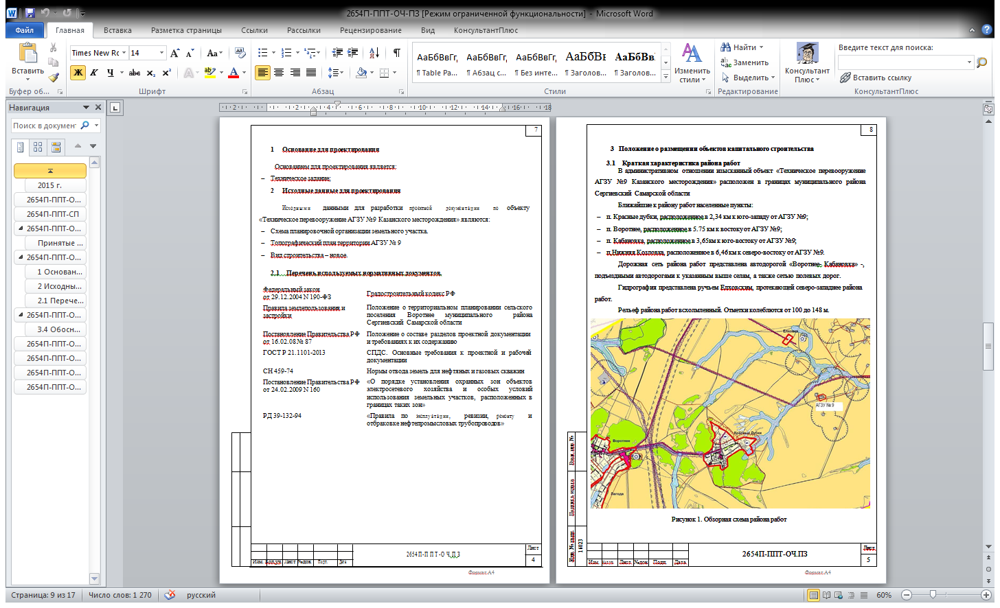 2654П-ППТ-ОЧ-ПЗ [Режим ограниченной функциональности] - Microsoft Word
Файл Главная Вставка Разметка страницы Ссылки Рассылки Рецензирование Вид КонсультантПлюс
Вставить
Буфер об...
Times New Rc 14
Ж К Ч abc x₂ x²
Шрифт
Абзац
АаБбВвГг, АаБбВвГг, АаБбВвГг, АаБбВі АаБбВв.
¶ Table Pa... ¶ Абзац с... ¶ Без инте... ¶ Заголов... ¶ Заголов...
Изменить стили
Стили
Найти
Заменить
Выделить
Редактирование
Консультант Плюс
Введите текст для поиска:
Вставить ссылку
КонсультантПлюс
Навигация
Поиск в документ
2015 г.
2654П-ППТ-О...
2654П-ППТ-СП
2654П-ППТ-О...
Принятые ...
2654П-ППТ-О...
1 Основан...
2 Исходны...
2.1 Перече...
2654П-ППТ-О...
3.4 Обосн...
2654П-ППТ-О...
2654П-ППТ-О...
2654П-ППТ-О...
2654П-ППТ-О...
2 2 4 6 8 10 12 14 16 18
7
1 Основание для проектирования
Основанием для проектирования является:
– Техническое задание;
2 Исходные данные для проектирования
Исходными данными для разработки проектной документации по объекту
«Техническое перевооружение АГЗУ №9 Казанского месторождения» являются:
– Схема планировочной организации земельного участка.
– Топографический план территории АГЗУ № 9
– Вид строительства – новое.
2.1 Перечень используемых нормативных документов.
Федеральный закон
от 29.12.2004 N 190-ФЗ
Градостроительный кодекс РФ
Правила землепользования и
застройки
Положение о территориальном планировании сельского
поселения Воротнее муниципального района
Сергиевский Самарской области
Постановление Правительства РФ
от 16.02.08 № 87
Положение о составе разделов проектной документации
и требованиях к их содержанию
ГОСТ Р 21.1101-2013
СПДС. Основные требования к проектной и рабочей
документации
СН 459-74
Нормы отвода земель для нефтяных и газовых скважин
Постановление Правительства РФ
от 24.02.2009 N 160
«О порядке установления охранных зон объектов
электросетевого хозяйства и особых условий
использования земельных участков, расположенных в
границах таких зон»
РД 39-132-94
«Правила по эксплуатации, ревизии, ремонту и
отбраковке нефтепромысловых трубопроводов»
2654П-ППТ-ОЧ.ПЗ
Лист
4
Изм. Кол.уч. Лист №док Подп. Дата
Формат А4
8
3 Положение о размещении объектов капитального строительства
3.1 Краткая характеристика района работ
В административном отношении изысканный объект «Техническое перевооружение
АГЗУ №9 Казанского месторождения» расположен в границах муниципального района
Сергиевский Самарской области
Ближайшие к району работ населенные пункты:
– п. Красные дубки, расположенное в 2,34 км к юго-западу от АГЗУ №9;
– п. Воротнее, расположенное в 5.75 км к востоку от АГЗУ №9;
– п. Кабановка, расположенное в 3,65км к юго-востоку от АГЗУ №9;
– п.Нижняя Козловка, расположенное в 6,46км к северо-востоку от АГЗУ №9.
Дорожная сеть района работ представлена автодорогой «Воротнее- Кабановка» -,
подъездными автодорогами к указанным выше селам, а также сетью полевых дорог.
Гидрография представлена ручьем Елховским, протекающей северо-западнее района
работ.
Рельеф района работ всхолмленный. Отметки колеблются от 100 до 148 м.
Елховка
АГЗУ № 9
Красные Дубки
Воротнее
Лагода
Рисунок 1. Обзорная схема района работ
Взам. инв.№
Подпись и дата
Инв. № подл.
16023
2654П-ППТ-ОЧ.ПЗ
Лист
5
Изм. Кол.уч. Лист. №док Подп. Дата.
Формат А4
Страница: 9 из 17 Число слов: 1 270 русский 60%